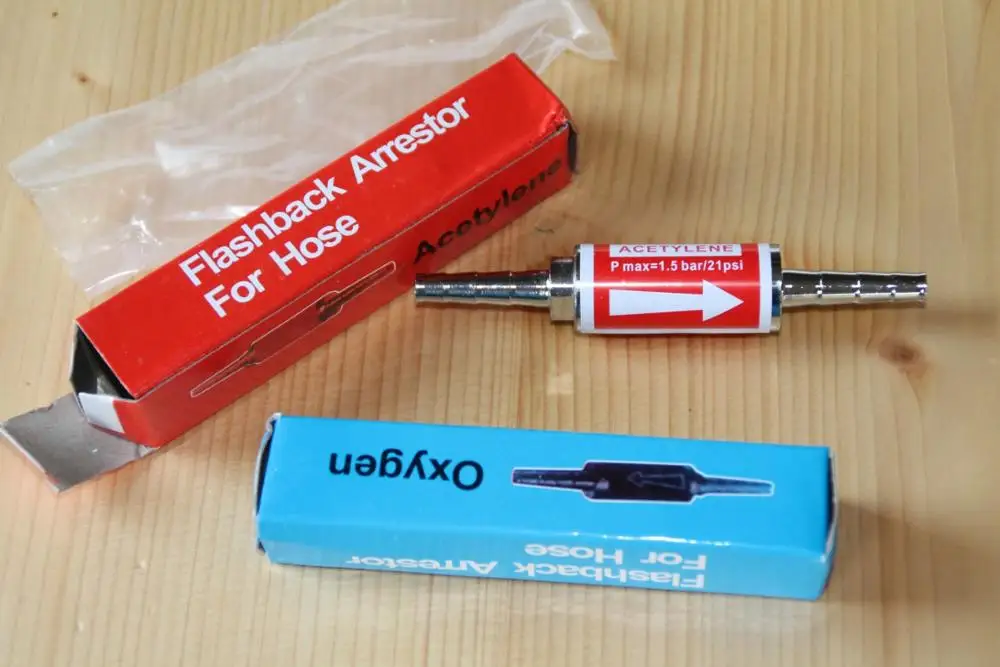 Flashback Arrestor
For Hose
Acetylene
ACETYLENE
P max=1.5 bar/21psi
Oxygen
Flashback Arrestor
For Hose